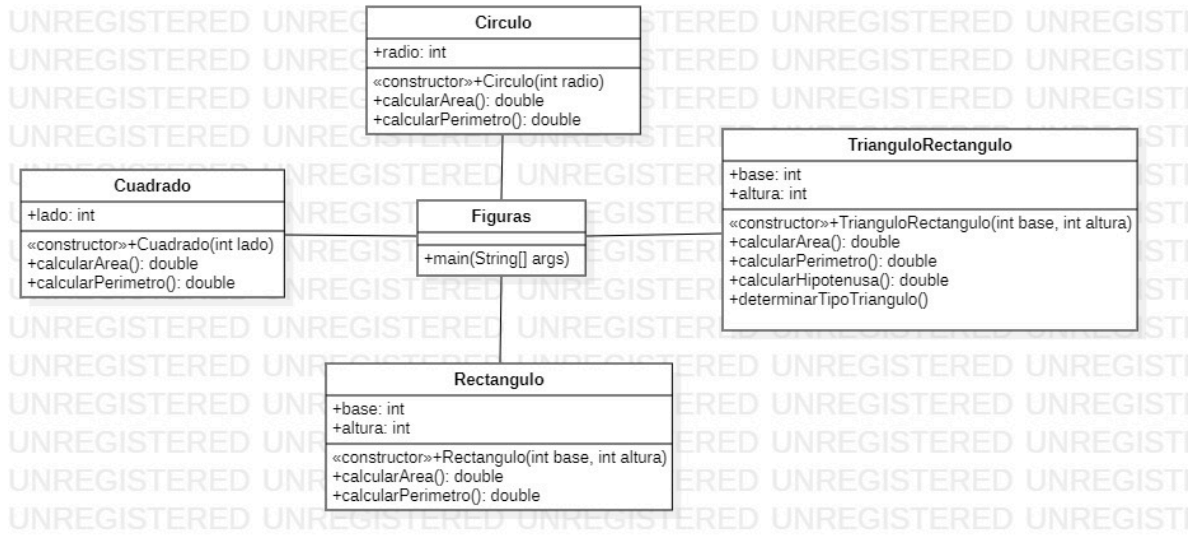 Circulo
+radio: int
«constructor»+Circulo(int radio)
+calcularArea(): double
+calcularPerimetro(): double
TrianguloRectangulo
+base: int
+altura: int
«constructor»+TrianguloRectangulo(int base, int altura)
+calcularArea(): double
+calcularPerimetro(): double
+calcularHipotenusa(): double
+determinarTipoTriangulo()
Cuadrado
+lado: int
«constructor»+Cuadrado(int lado)
+calcularArea(): double
+calcularPerimetro(): double
Figuras
+main(String[] args)
Rectangulo
+base: int
+altura: int
«constructor»+Rectangulo(int base, int altura)
+calcularArea(): double
+calcularPerimetro(): double
UNREGISTERED